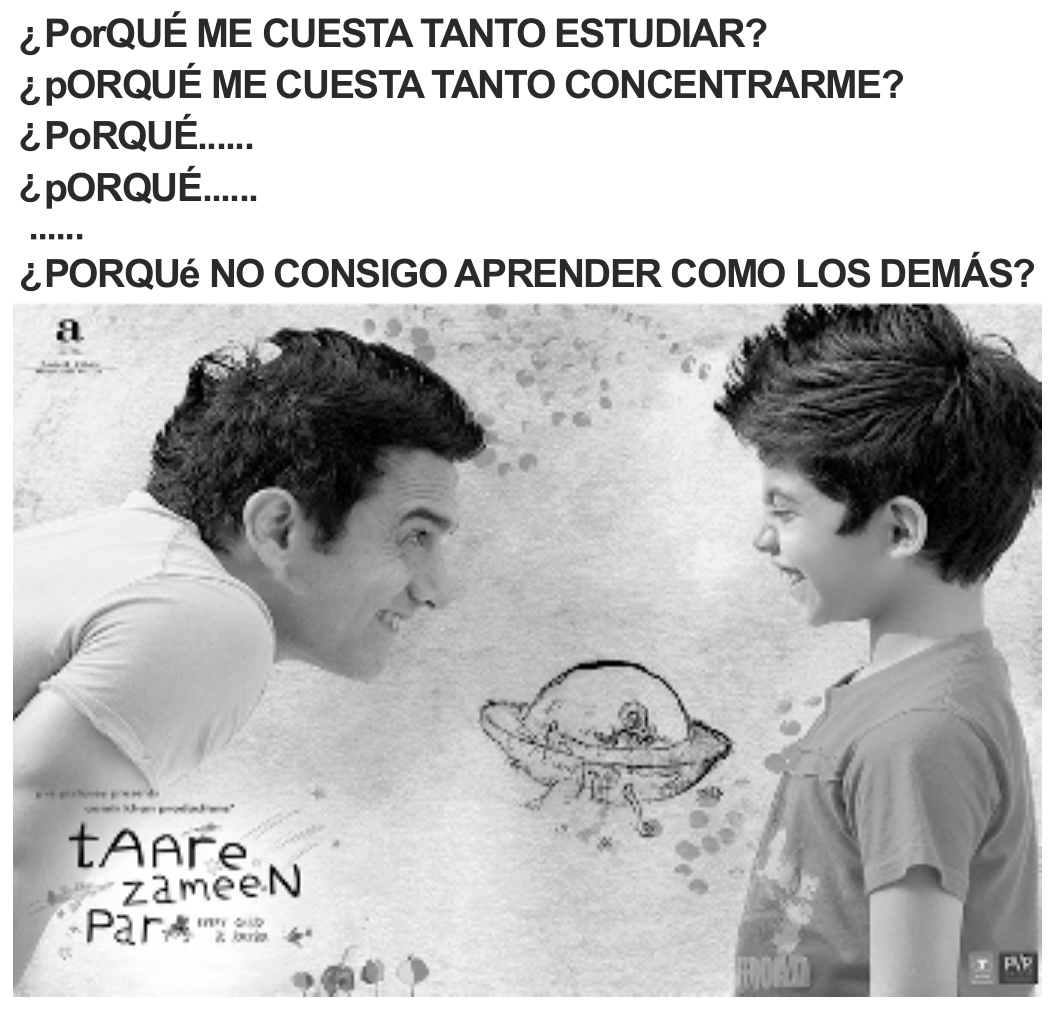 ¿PorQUÉ ME CUESTA TANTO ESTUDIAR?
¿pORQUÉ ME CUESTA TANTO CONCENTRARME?
¿PoRQUÉ......
¿pORQUÉ......
......
¿PORQUé NO CONSIGO APRENDER COMO LOS DEMÁS?
a
tAAre
zameeN
Par
PVR